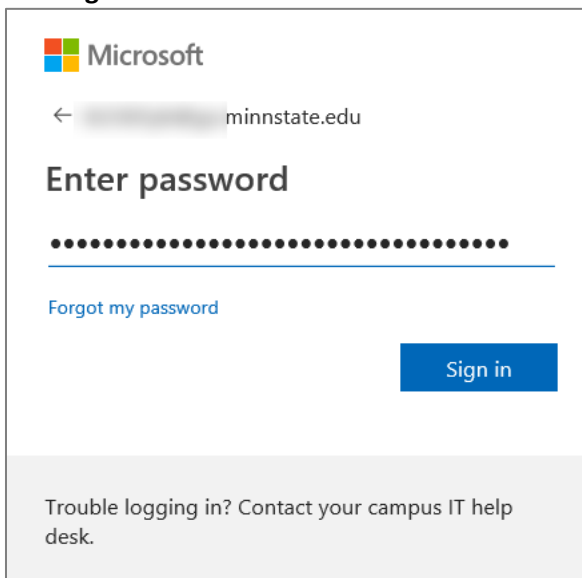 Microsoft
← minnstate.edu
Enter password
•••••••••••••••••••••••••••••••••••
Forgot my password
Sign in
Trouble logging in? Contact your campus IT help
desk.